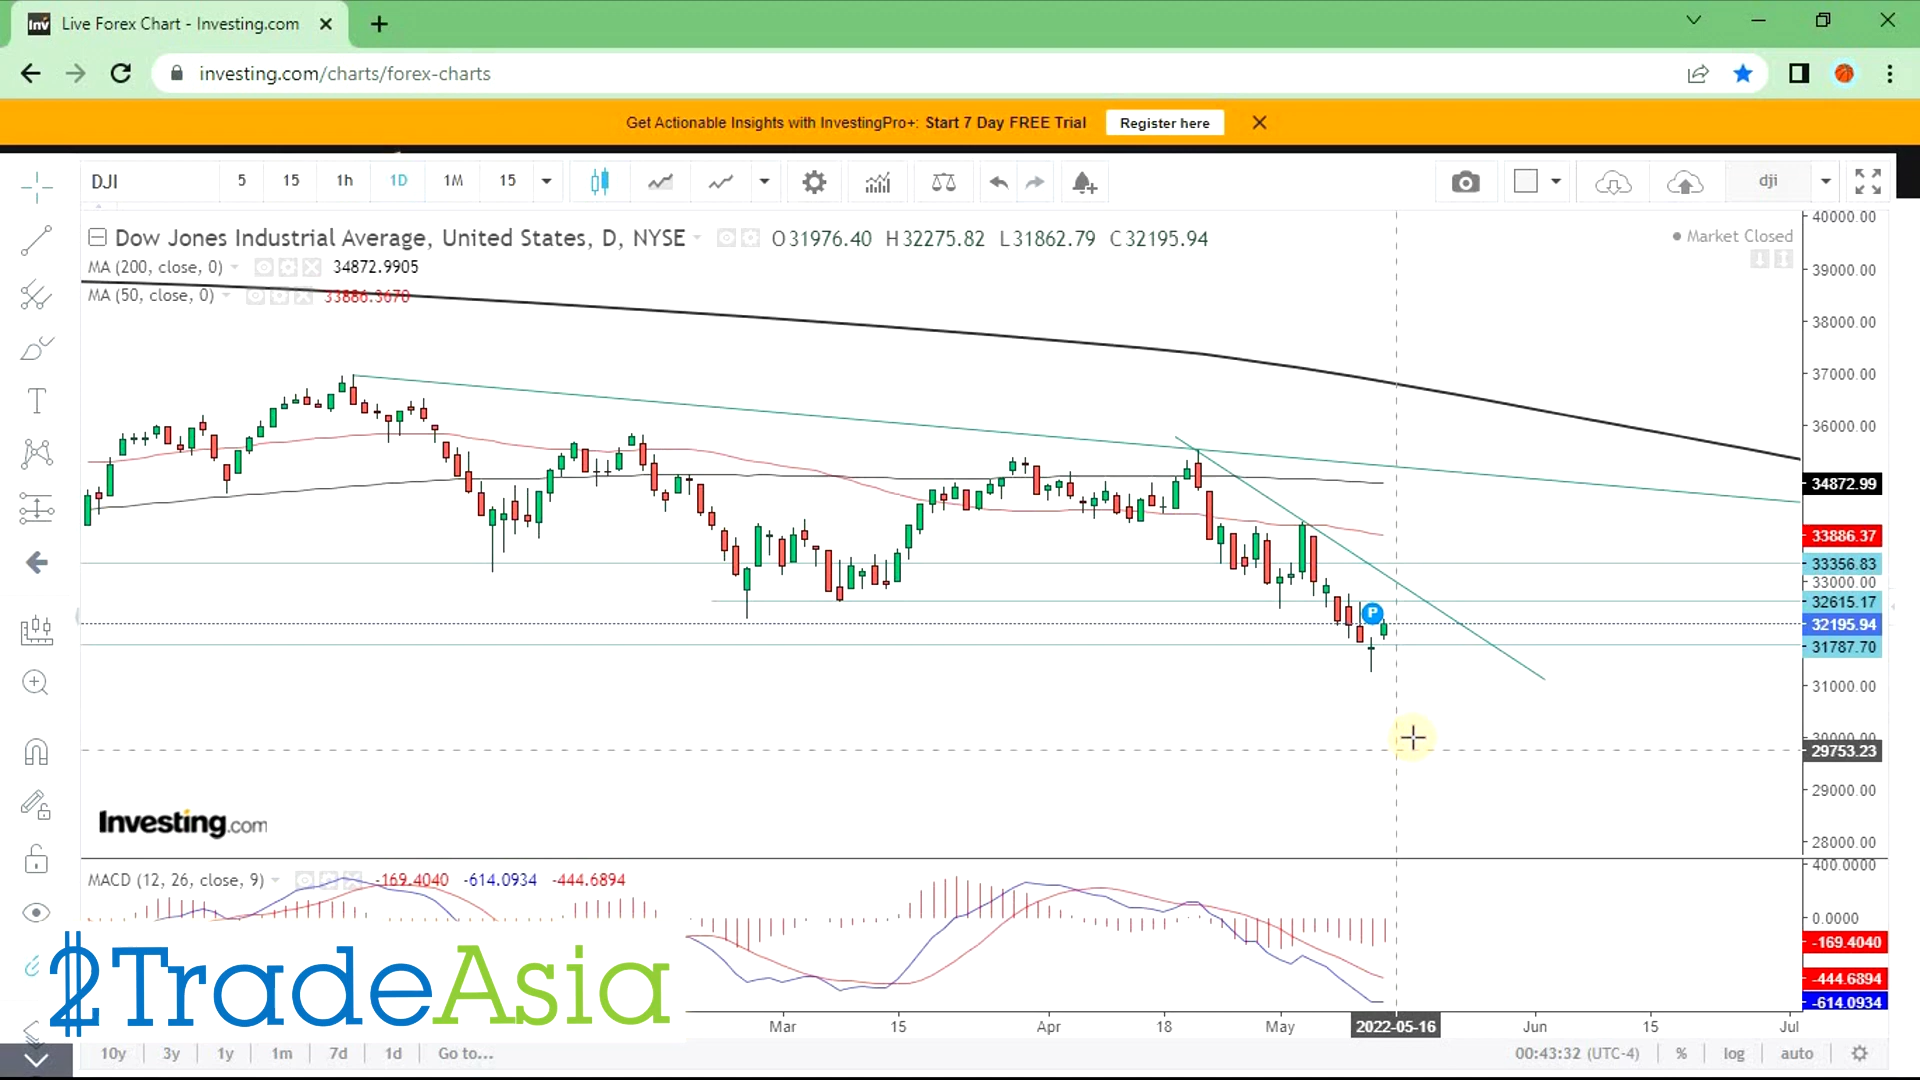 Inv Live Forex Chart - Investing.com
investing.com/charts/forex-charts
Get Actionable Insights with InvestingPro+: Start 7 Day FREE Trial Register here
DJI 5 15 1h 1D 1M 15 dji
Dow Jones Industrial Average, United States, D, NYSE O31976.40 H32275.82 L31862.79 C32195.94
Market Closed
MA (200, close, 0) 34872.9905
MA (50, close, 0) 33886.3670
40000.00
39000.00
38000.00
37000.00
36000.00
34872.99
33886.37
33356.83
33000.00
32615.17
P
32195.94
31787.70
31000.00
30000.00
29753.23
29000.00
28000.00
Investing.com
MACD (12, 26, close, 9) -169.4040 -614.0934 -444.6894
400.0000
0.0000
-169.4040
-444.6894
-614.0934
2TradeAsia
Mar 15 Apr 18 May 2022-05-16 Jun 15 Jul
10y 3y 1y 1m 7d 1d Go to... 00:43:32 (UTC-4) % log auto